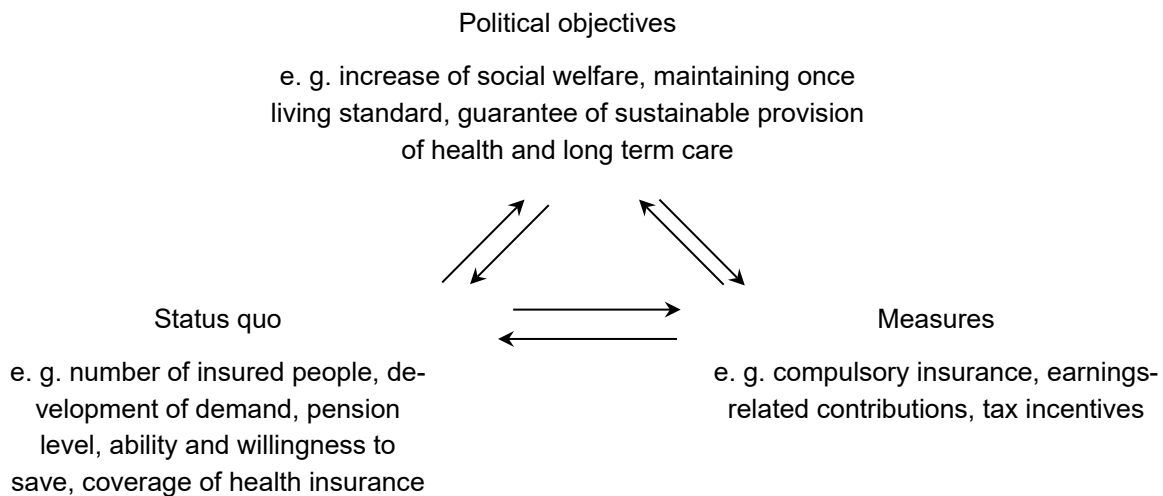 Political objectives
e. g. increase of social welfare, maintaining once
living standard, guarantee of sustainable provision
of health and long term care
Status quo
e. g. number of insured people, de-
velopment of demand, pension
level, ability and willingness to
save, coverage of health insurance
Measures
e. g. compulsory insurance, earnings-
related contributions, tax incentives